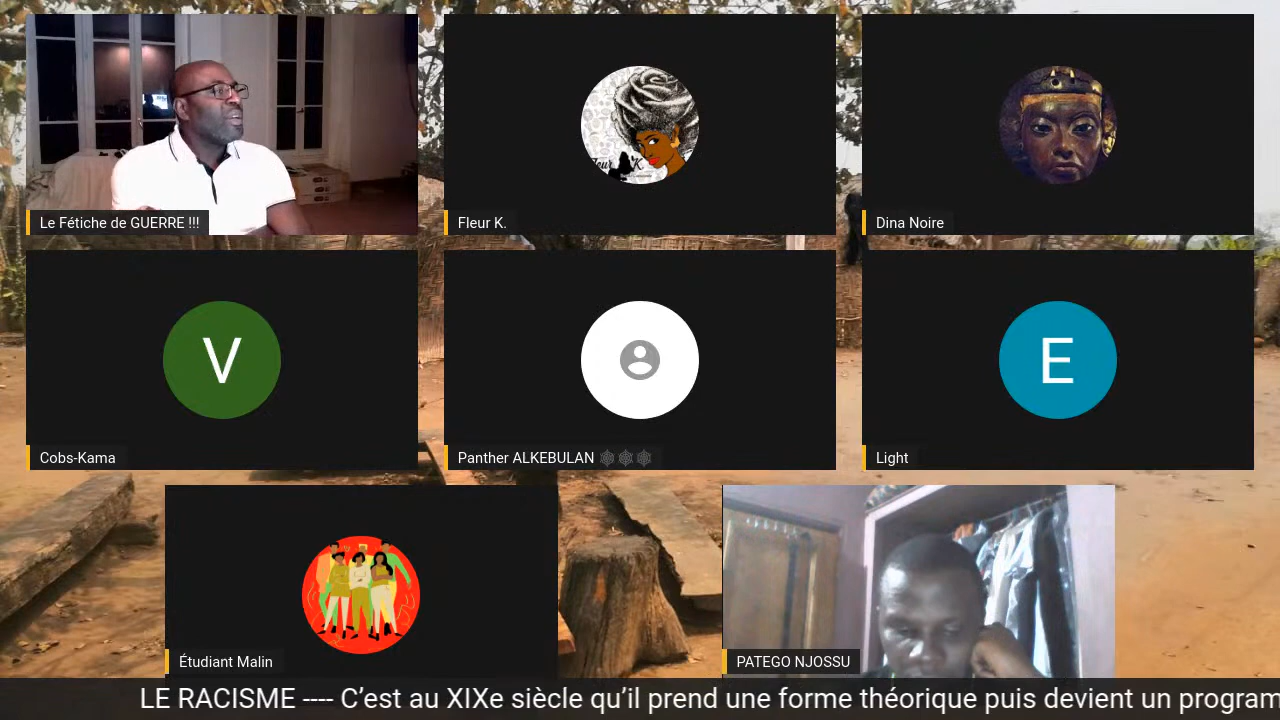 Le Fétiche de GUERRE !!!
Fleur K.
Dina Noire
V
Cobs-Kama
Panther ALKEBULAN 🕸🕸🕸
E
Light
Étudiant Malin
PATEGO NJOSSU
LE RACISME ---- C’est au XIXe siècle qu’il prend une forme théorique puis devient un program